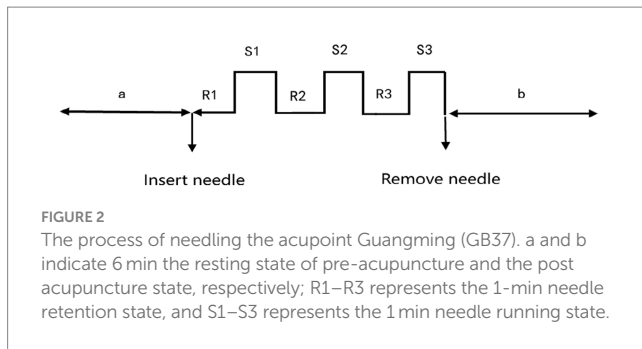 S1 S2 S3
a R1 R2 R3 b
Insert needle Remove needle
FIGURE 2
The process of needling the acupoint Guangming (GB37). a and b
indicate 6 min the resting state of pre-acupuncture and the post
acupuncture state, respectively; R1–R3 represents the 1-min needle
retention state, and S1–S3 represents the 1 min needle running state.